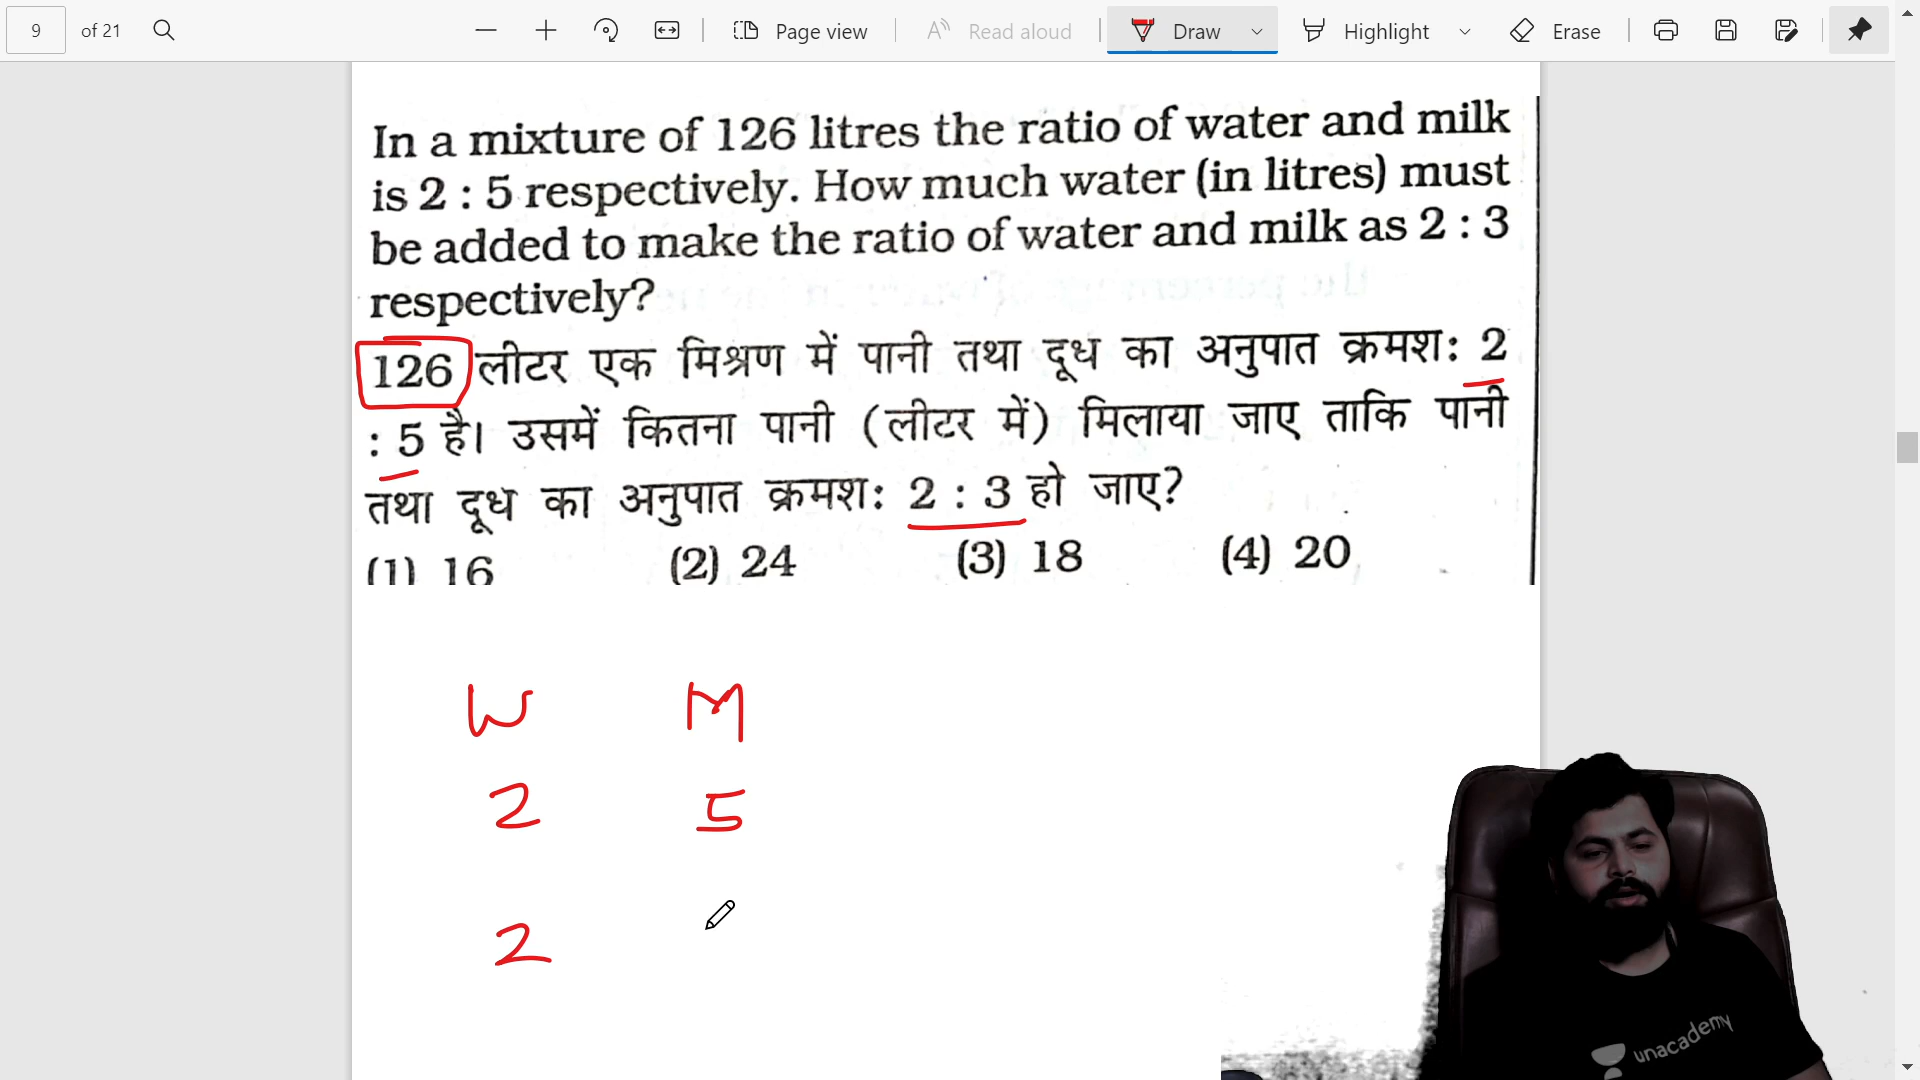 9 of 21 Page view Read aloud Draw Highlight Erase
In a mixture of 126 litres the ratio of water and milk
is 2 : 5 respectively. How much water (in litres) must
be added to make the ratio of water and milk as 2 : 3
respectively?
126 लीटर एक मिश्रण में पानी तथा दूध का अनुपात क्रमश: 2
: 5 है। उसमें कितना पानी (लीटर में) मिलाया जाए ताकि पानी
तथा दूध का अनुपात क्रमश: 2 : 3 हो जाए?
(1) 16 (2) 24 (3) 18 (4) 20
W M
2 5
2
unacademy